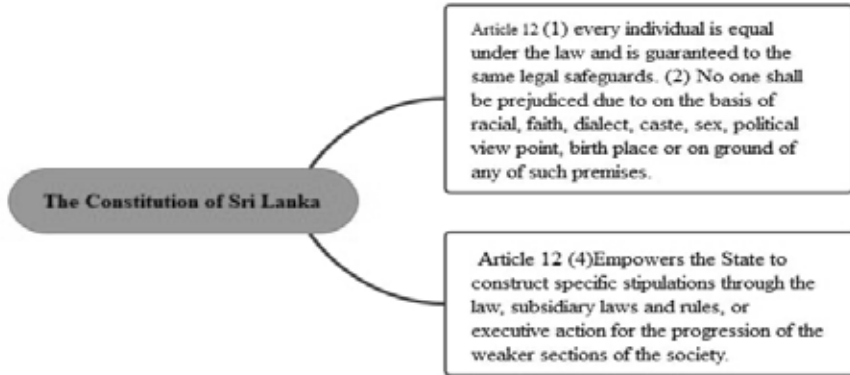 The Constitution of Sri Lanka
Article 12 (1) every individual is equal
under the law and is guaranteed to the
same legal safeguards. (2) No one shall
be prejudiced due to on the basis of
racial, faith, dialect, caste, sex, political
view point, birth place or on ground of
any of such premises.
Article 12 (4)Empowers the State to
construct specific stipulations through the
law, subsidiary laws and rules, or
executive action for the progression of the
weaker sections of the society.